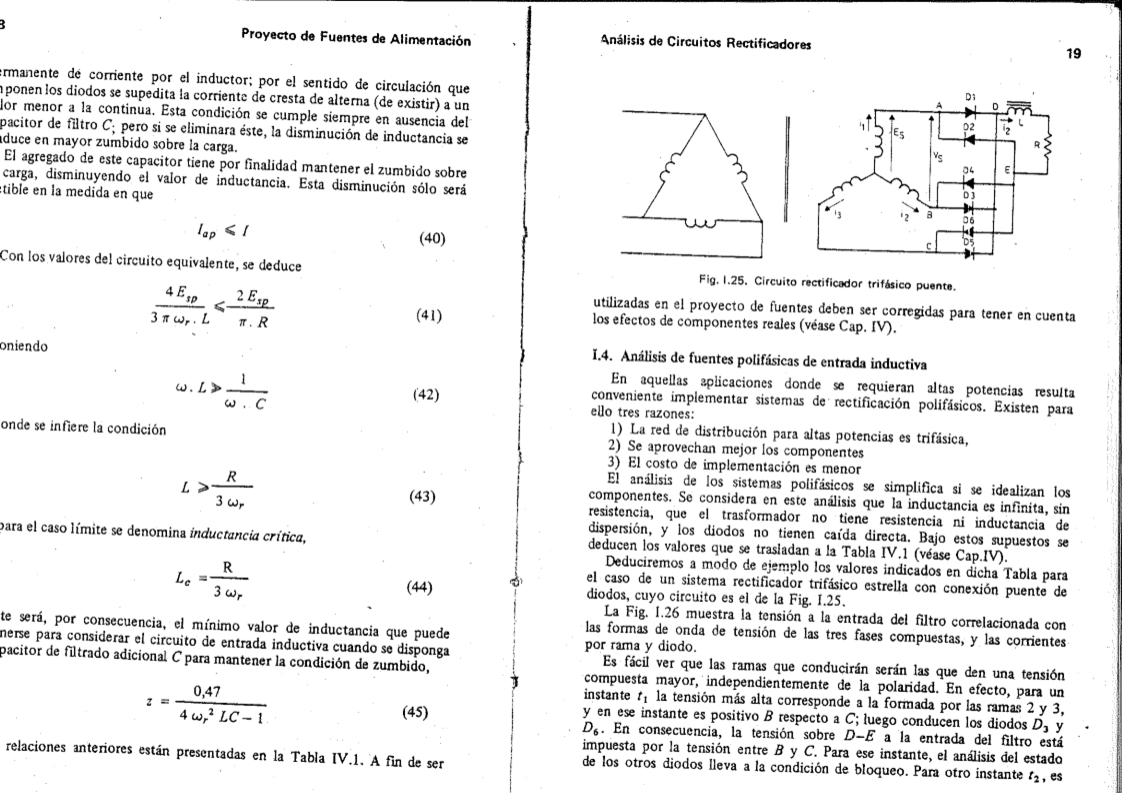 Proyecto de Fuentes de Alimentación
ermanente de corriente por el inductor; por el sentido de circulación que
ponen los diodos se supedita la corriente de cresta de alterna (de existir) a un
lor menor a la continua. Esta condición se cumple siempre en ausencia del
pacitor de filtro C; pero si se eliminara éste, la disminución de inductancia se
duce en mayor zumbido sobre la carga.
El agregado de este capacitor tiene por finalidad mantener el zumbido sobre
carga, disminuyendo el valor de inductancia. Esta disminución sólo será
tible en la medida en que
I_{ap} ⩽ I (40)
Con los valores del circuito equivalente, se deduce
\frac{4 E_{sp}}{3 π ω_r . L} ⩽ \frac{2 E_{sp}}{π . R} (41)
oniendo
ω . L ≫ \frac{1}{ω . C} (42)
onde se infiere la condición
L ⩾ \frac{R}{3 ω_r} (43)
para el caso límite se denomina inductancia crítica,
L_c = \frac{R}{3 ω_r} (44)
te será, por consecuencia, el mínimo valor de inductancia que puede
nerse para considerar el circuito de entrada inductiva cuando se disponga
pacitor de filtrado adicional C para mantener la condición de zumbido,
z = \frac{0,47}{4 ω_r² LC − 1} (45)
relaciones anteriores están presentadas en la Tabla IV.1. A fin de ser
Análisis de Circuitos Rectificadores
19
D1
A
D
i1
E_S
D2
i2
L
R
V_S
D4
E
D3
i3
i2
B
D6
C
D5
Fig. I.25. Circuito rectificador trifásico puente.
utilizadas en el proyecto de fuentes deben ser corregidas para tener en cuenta
los efectos de componentes reales (véase Cap. IV).
I.4. Análisis de fuentes polifásicas de entrada inductiva
En aquellas aplicaciones donde se requieran altas potencias resulta
conveniente implementar sistemas de rectificación polifásicos. Existen para
ello tres razones:
1) La red de distribución para altas potencias es trifásica,
2) Se aprovechan mejor los componentes
3) El costo de implementación es menor
El análisis de los sistemas polifásicos se simplifica si se idealizan los
componentes. Se considera en este análisis que la inductancia es infinita, sin
resistencia, que el trasformador no tiene resistencia ni inductancia de
dispersión, y los diodos no tienen caída directa. Bajo estos supuestos se
deducen los valores que se trasladan a la Tabla IV.1 (véase Cap.IV).
Deduciremos a modo de ejemplo los valores indicados en dicha Tabla para
el caso de un sistema rectificador trifásico estrella con conexión puente de
diodos, cuyo circuito es el de la Fig. I.25.
La Fig. I.26 muestra la tensión a la entrada del filtro correlacionada con
las formas de onda de tensión de las tres fases compuestas, y las corrientes
por rama y diodo.
Es fácil ver que las ramas que conducirán serán las que den una tensión
compuesta mayor, independientemente de la polaridad. En efecto, para un
instante t₁ la tensión más alta corresponde a la formada por las ramas 2 y 3,
y en ese instante es positivo B respecto a C; luego conducen los diodos D₃ y
D₆. En consecuencia, la tensión sobre D–E a la entrada del filtro está
impuesta por la tensión entre B y C. Para ese instante, el análisis del estado
de los otros diodos lleva a la condición de bloqueo. Para otro instante t₂, es